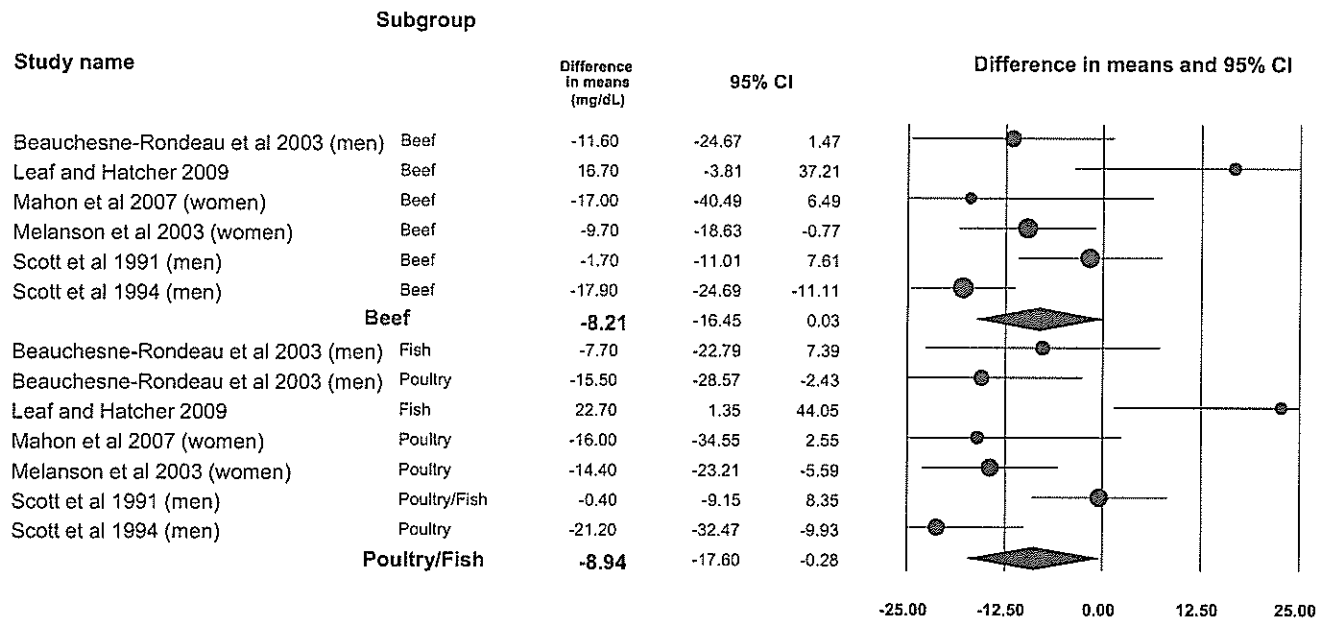 Subgroup
Study name Difference in means (mg/dL) 95% CI Difference in means and 95% CI
Beauchesne-Rondeau et al 2003 (men) Beef -11.60 -24.67 1.47
Leaf and Hatcher 2009 Beef 16.70 -3.81 37.21
Mahon et al 2007 (women) Beef -17.00 -40.49 6.49
Melanson et al 2003 (women) Beef -9.70 -18.63 -0.77
Scott et al 1991 (men) Beef -1.70 -11.01 7.61
Scott et al 1994 (men) Beef -17.90 -24.69 -11.11
Beef -8.21 -16.45 0.03
Beauchesne-Rondeau et al 2003 (men) Fish -7.70 -22.79 7.39
Beauchesne-Rondeau et al 2003 (men) Poultry -15.50 -28.57 -2.43
Leaf and Hatcher 2009 Fish 22.70 1.35 44.05
Mahon et al 2007 (women) Poultry -16.00 -34.55 2.55
Melanson et al 2003 (women) Poultry -14.40 -23.21 -5.59
Scott et al 1991 (men) Poultry/Fish -0.40 -9.15 8.35
Scott et al 1994 (men) Poultry -21.20 -32.47 -9.93
Poultry/Fish -8.94 -17.60 -0.28
-25.00 -12.50 0.00 12.50 25.00